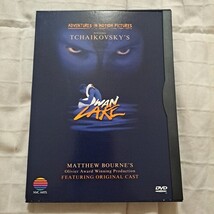 ADVENTURES IN MOTION PICTURES
TCHAIKOVSKY'S
SWAN
LAKE
MATTHEW BOURNE'S
Olivier Award Winning Production
FEATURING ORIGINAL CAST
DVD